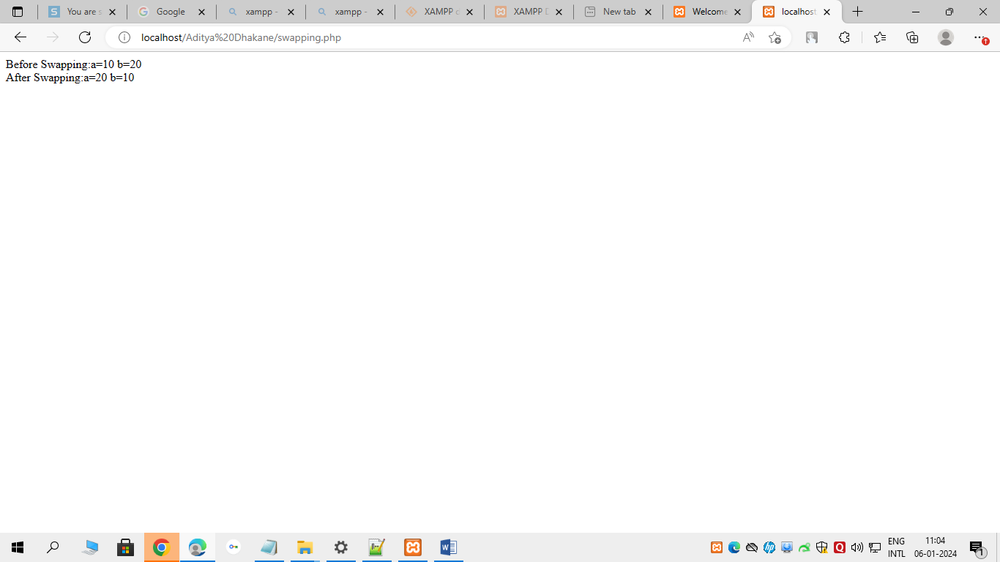 You are s
Google
xampp -
xampp -
XAMPP
XAMPP
New tab
Welcome
localhost
localhost/Aditya%20Dhakane/swapping.php
Before Swapping:a=10 b=20
After Swapping:a=20 b=10
ENG
INTL
11:04
06-01-2024
1